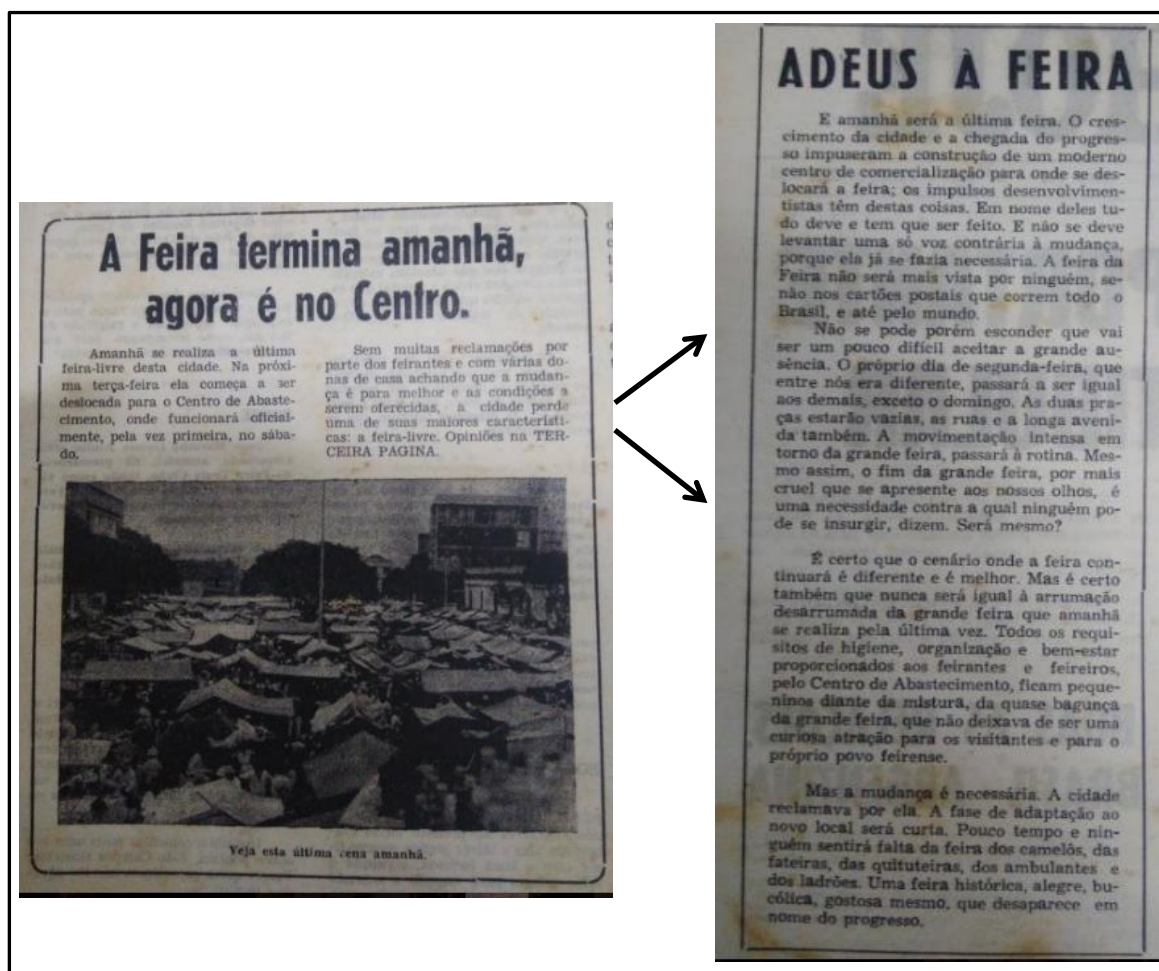 A Feira termina amanhã,
agora é no Centro.
Amanhã se realiza a última
feira-livre desta cidade. Na próxi-
ma terça-feira ela começa a ser
deslocada para o Centro de Abaste-
cimento, onde funcionará oficial-
mente, pela vez primeira, no sába-
do.
Sem muitas reclamações por
parte dos feirantes e com várias do-
nas de casa achando que a mudan-
ça é para melhor e as condições a
serem oferécidas, a cidade perde
uma de suas maiores característi-
cas: a feira-livre. Opiniões na TER-
CEIRA PÁGINA.
Veja esta última cena amanhã.
ADEUS À FEIRA
E amanhã será a última feira. O cres-
cimento da cidade e a chegada do progres-
so impuseram a construção de um moderno
centro de comercialização para onde se des-
locará a feira; os impulsos desenvolvimen-
tistas têm destas coisas. Em nome deles tu-
do deve e tem que ser feito. E não se deve
levantar uma só voz contrária à mudança,
porque ela já se fazia necessária. A feira da
Feira não será mais vista por ninguém, se-
não nos cartões postais que correm todo o
Brasil, e até pelo mundo.
Não se pode porém esconder que vai
ser um pouco difícil aceitar a grande au-
sência. O próprio dia de segunda-feira, que
entre nós era diferente, passará a ser igual
aos demais, exceto o domingo. As duas pra-
ças estarão vazias, as ruas e a longa aveni-
da também. A movimentação intensa em
torno da grande feira, passará à rotina. Mes-
mo assim, o fim da grande feira, por mais
cruel que se apresente aos nossos olhos, é
uma necessidade contra a qual ninguém po-
de se insurgir, dizem. Será mesmo?
É certo que o cenário onde a feira con-
tinuará é diferente e é melhor. Mas é certo
também que nunca será igual à arrumação
desarrumada da grande feira que amanhã
se realiza pela última vez. Todos os requi-
sitos de higiene, organização e bem-estar
proporcionados aos feirantes e feireiros,
pelo Centro de Abastecimento, ficam peque-
ninos diante da mistura, da quase bagunça
da grande feira, que não deixava de ser uma
curiosa atração para os visitantes e para o
próprio povo feirense.
Mas a mudança é necessária. A cidade
reclamava por ela. A fase de adaptação ao
novo local será curta. Pouco tempo e nin-
guém sentirá falta da feira dos camelôs, das
fateiras, das quituteiras, dos ambulantes e
dos ladrões. Uma feira histórica, alegre, bu-
cólica, gostosa mesmo, que desaparece em
nome do progresso.